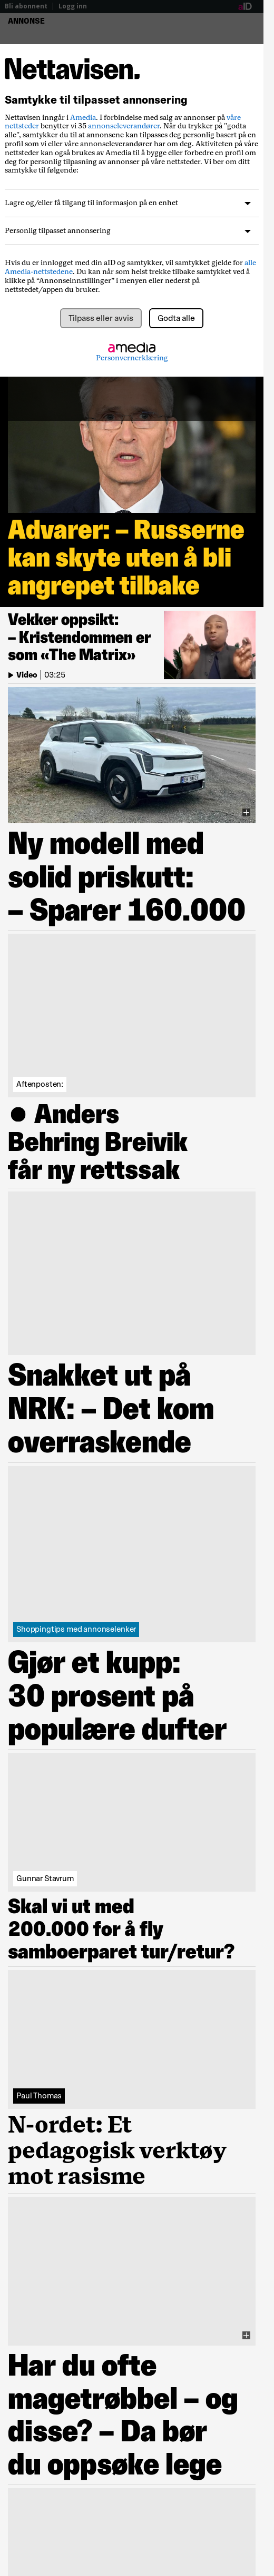 Bli abonnent | Logg inn
aID
ANNONSE
Nettavisen.
Samtykke til tilpasset annonsering
Nettavisen inngår i Amedia. I forbindelse med salg av annonser på våre
nettsteder benytter vi 35 annonseleverandører. Når du trykker på "godta
alle", samtykker du til at annonsene kan tilpasses deg personlig basert på en
profil som vi eller våre annonseleverandører har om deg. Aktiviteten på våre
nettsteder kan også brukes av Amedia til å bygge eller forbedre en profil om
deg for personlig tilpasning av annonser på våre nettsteder. Vi ber om ditt
samtykke til følgende:
Lagre og/eller få tilgang til informasjon på en enhet
Personlig tilpasset annonsering
Hvis du er innlogget med din aID og samtykker, vil samtykket gjelde for alle
Amedia-nettstedene. Du kan når som helst trekke tilbake samtykket ved å
klikke på “Annonseinnstillinger” i menyen nederst på
nettstedet/appen du bruker.
Tilpass eller avvis
Godta alle
amedia
Personvernerklæring
Advarer: – Russerne
kan skyte uten å bli
angrepet tilbake
Vekker oppsikt:
– Kristendommen er
som «The Matrix»
Video | 03:25
Ny modell med
solid priskutt:
– Sparer 160.000
Aftenposten:
● Anders
Behring Breivik
får ny rettssak
Snakket ut på
NRK: – Det kom
overraskende
Shoppingtips med annonselenker
Gjør et kupp:
30 prosent på
populære dufter
Gunnar Stavrum
Skal vi ut med
200.000 for å fly
samboerparet tur/retur?
Paul Thomas
N-ordet: Et
pedagogisk verktøy
mot rasisme
Har du ofte
magetrøbbel – og
disse? – Da bør
du oppsøke lege